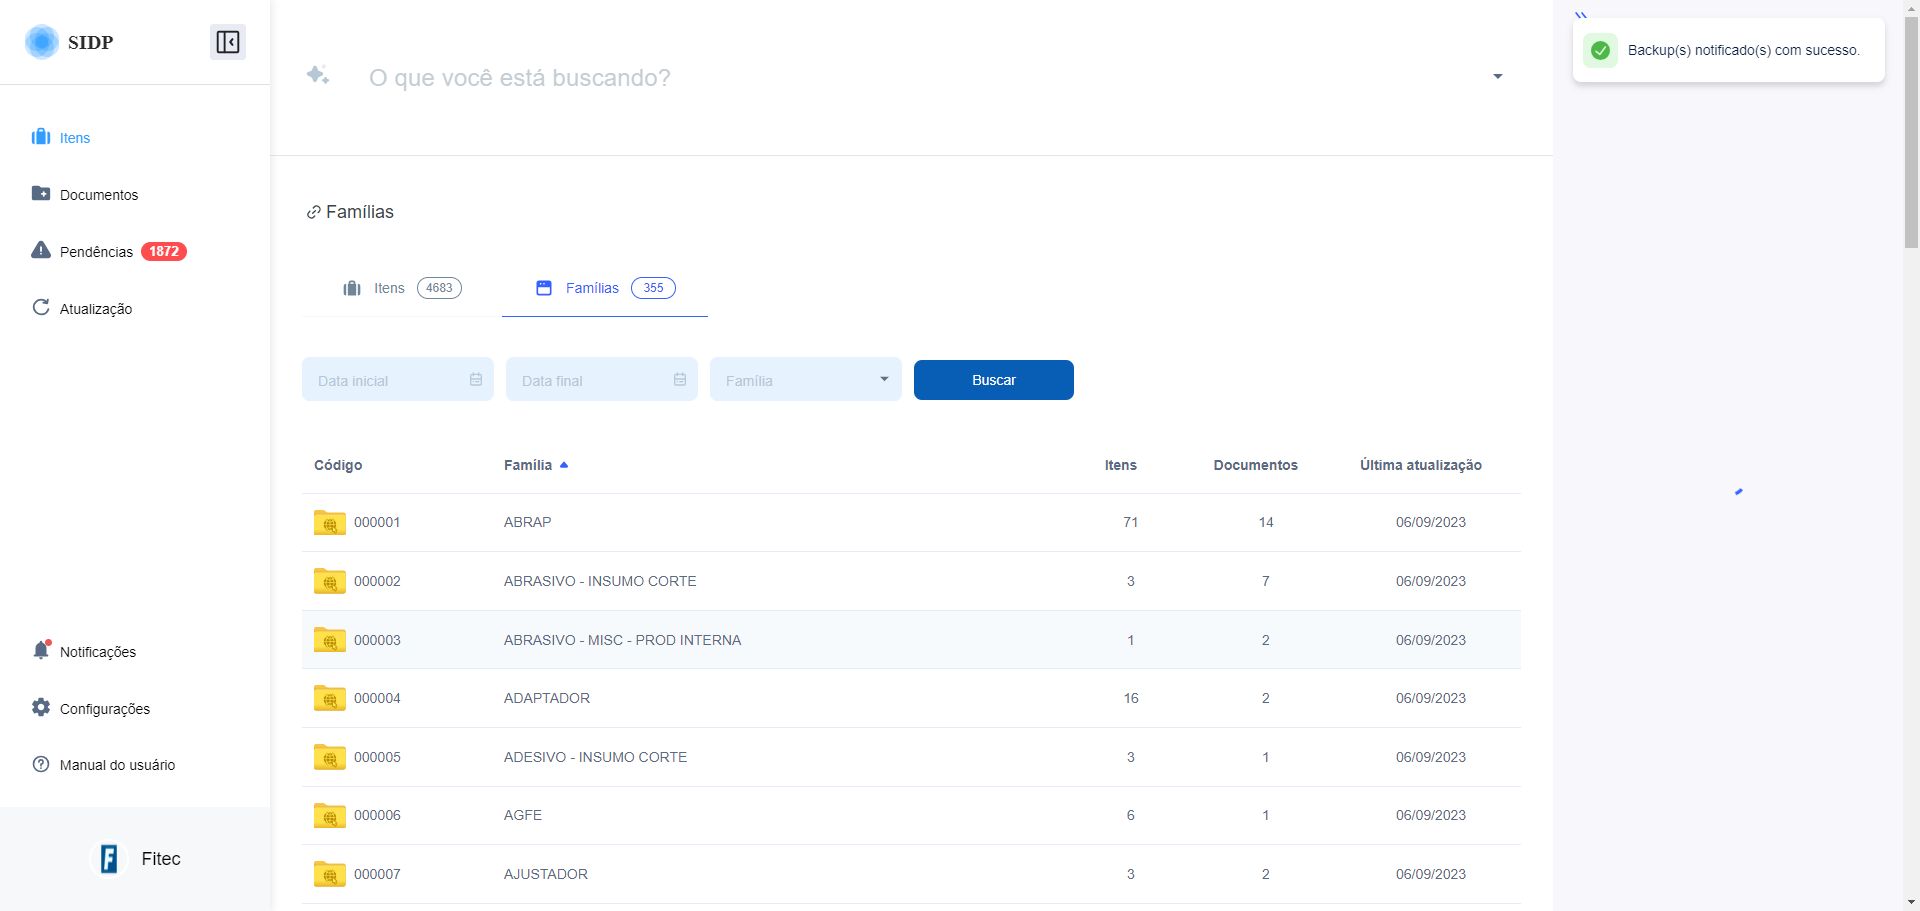 SIDP
Itens
Documentos
Pendências 1872
Atualização
Notificações
Configurações
Manual do usuário
Fitec
O que você está buscando?
Famílias
Itens 4683
Famílias 355
Data inicial
Data final
Família
Buscar
Código Família Itens Documentos Última atualização
000001 ABRAP 71 14 06/09/2023
000002 ABRASIVO - INSUMO CORTE 3 7 06/09/2023
000003 ABRASIVO - MISC - PROD INTERNA 1 2 06/09/2023
000004 ADAPTADOR 16 2 06/09/2023
000005 ADESIVO - INSUMO CORTE 3 1 06/09/2023
000006 AGFE 6 1 06/09/2023
000007 AJUSTADOR 3 2 06/09/2023
Backup(s) notificado(s) com sucesso.